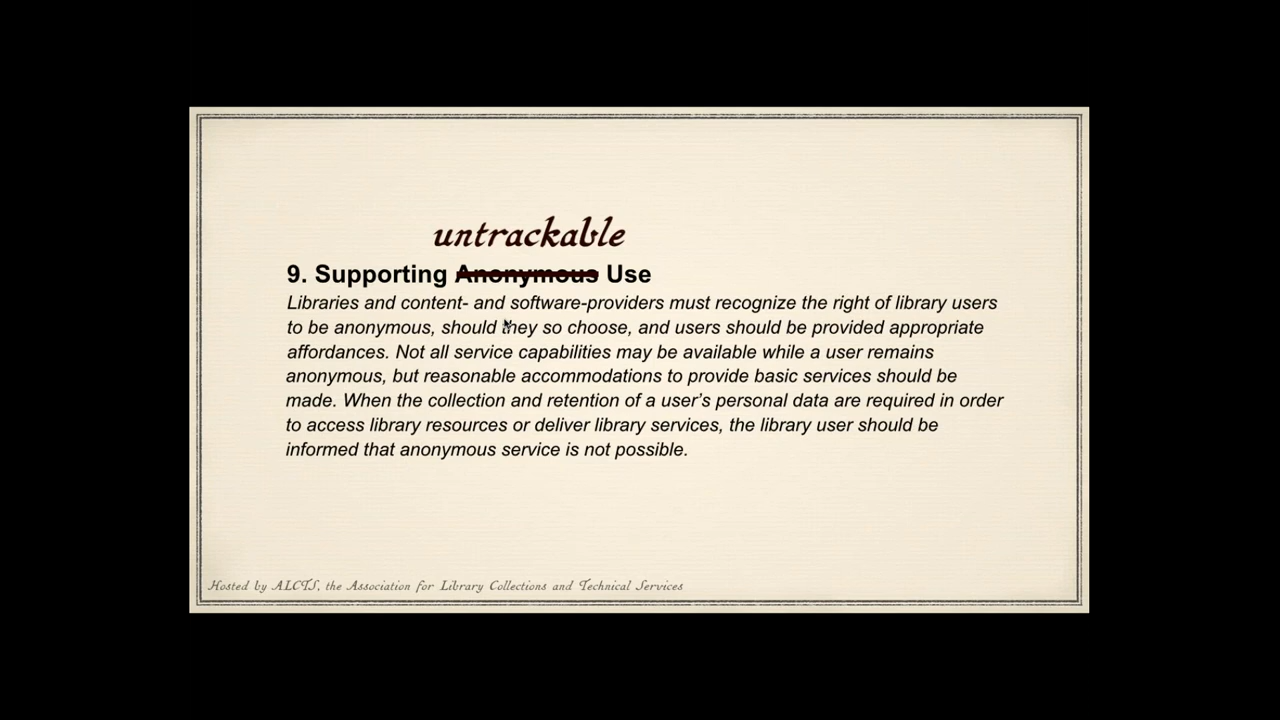 untrackable
9. Supporting Anonymous Use
Libraries and content- and software-providers must recognize the right of library users
to be anonymous, should they so choose, and users should be provided appropriate
affordances. Not all service capabilities may be available while a user remains
anonymous, but reasonable accommodations to provide basic services should be
made. When the collection and retention of a user’s personal data are required in order
to access library resources or deliver library services, the library user should be
informed that anonymous service is not possible.
Hosted by ALCTS, the Association for Library Collections and Technical Services